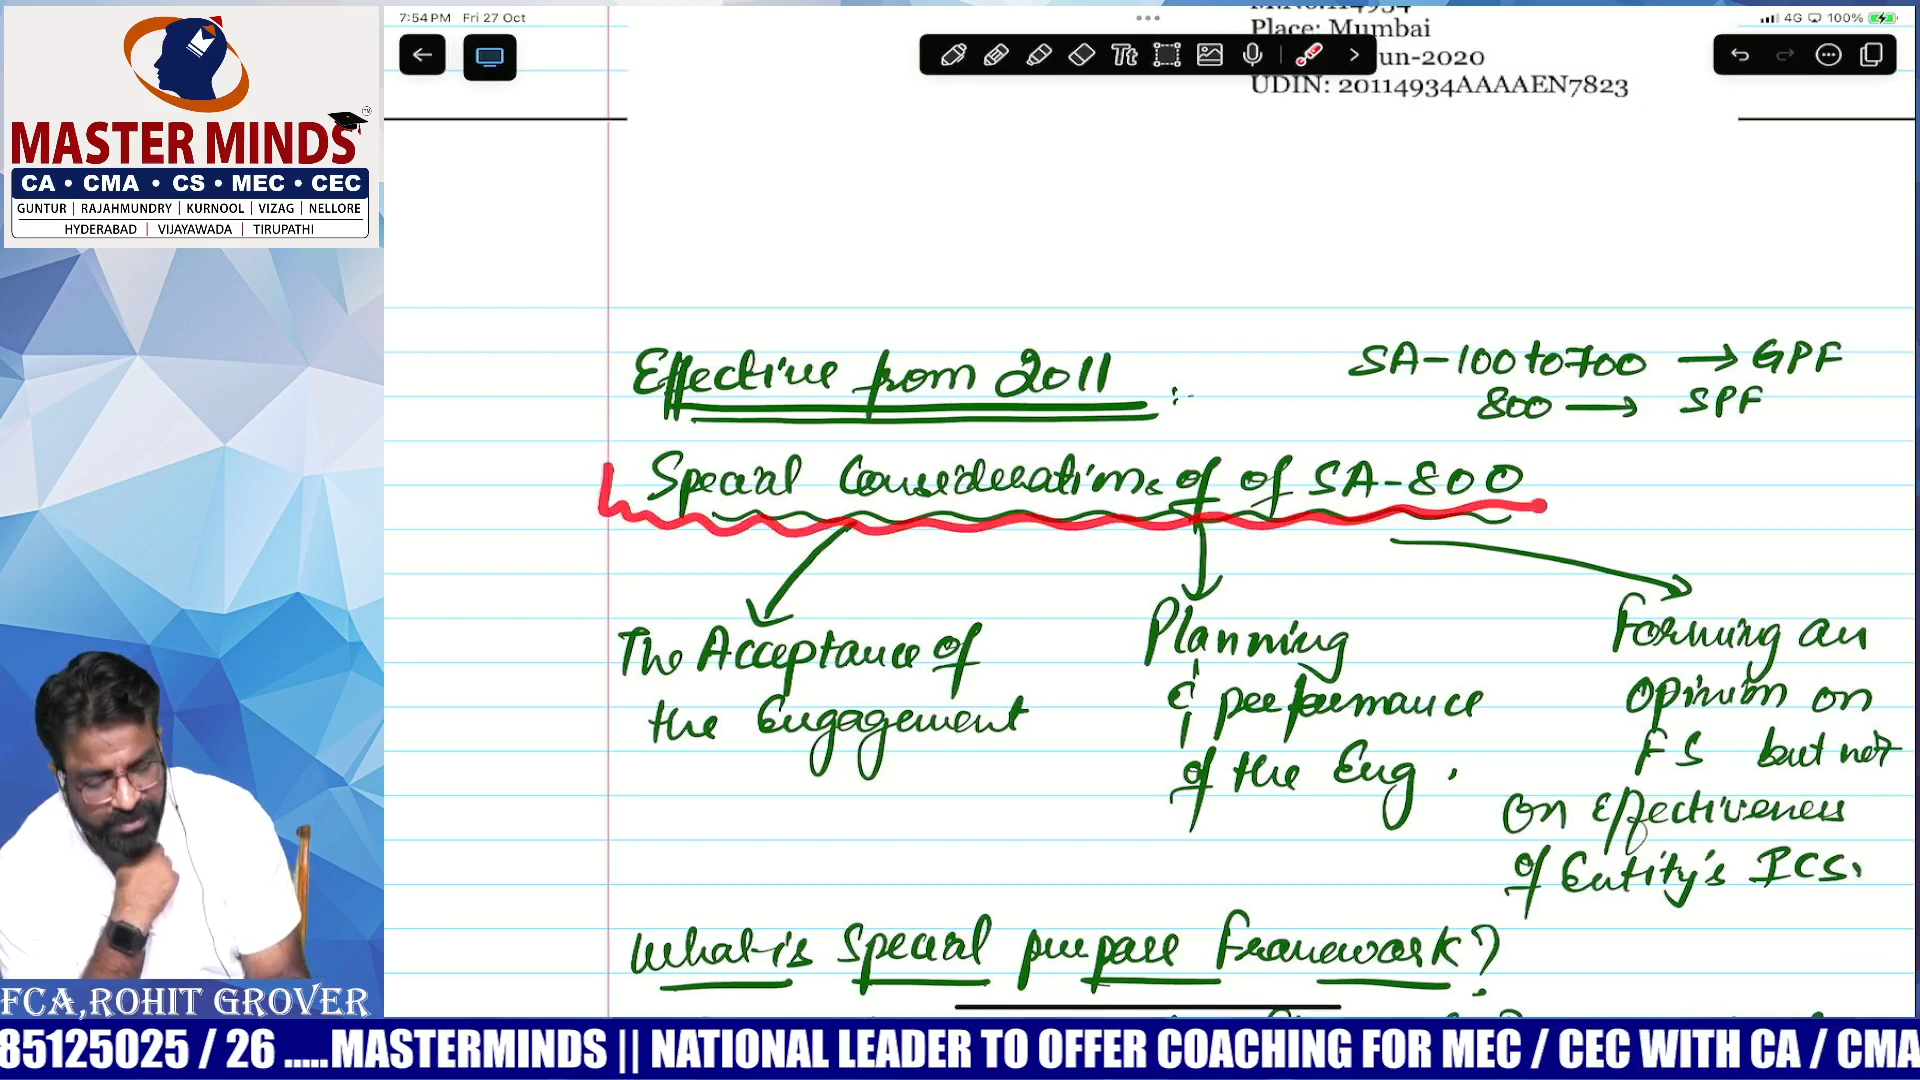 7:54 PM Fri 27 Oct
4G 100%
Place: Mumbai
un-2020
UDIN: 20114934AAAAEN7823
Tt
MASTER MINDS
TM
CA • CMA • CS • MEC • CEC
GUNTUR | RAJAHMUNDRY | KURNOOL | VIZAG | NELLORE
HYDERABAD | VIJAYAWADA | TIRUPATHI
Effective from 2011 :-
SA-100 to 700 → GPF
800 → SPF
Special Considerations of of SA-800
The Acceptance of
the Engagement
Planning
& performance
of the Eng.
Forming an
opinion on
FS but not
on Effectiveness
of Entity's ICS.
What is Special purpose Framework?
FCA,ROHIT GROVER
85125025 / 26 .....MASTERMINDS || NATIONAL LEADER TO OFFER COACHING FOR MEC / CEC WITH CA / CMA